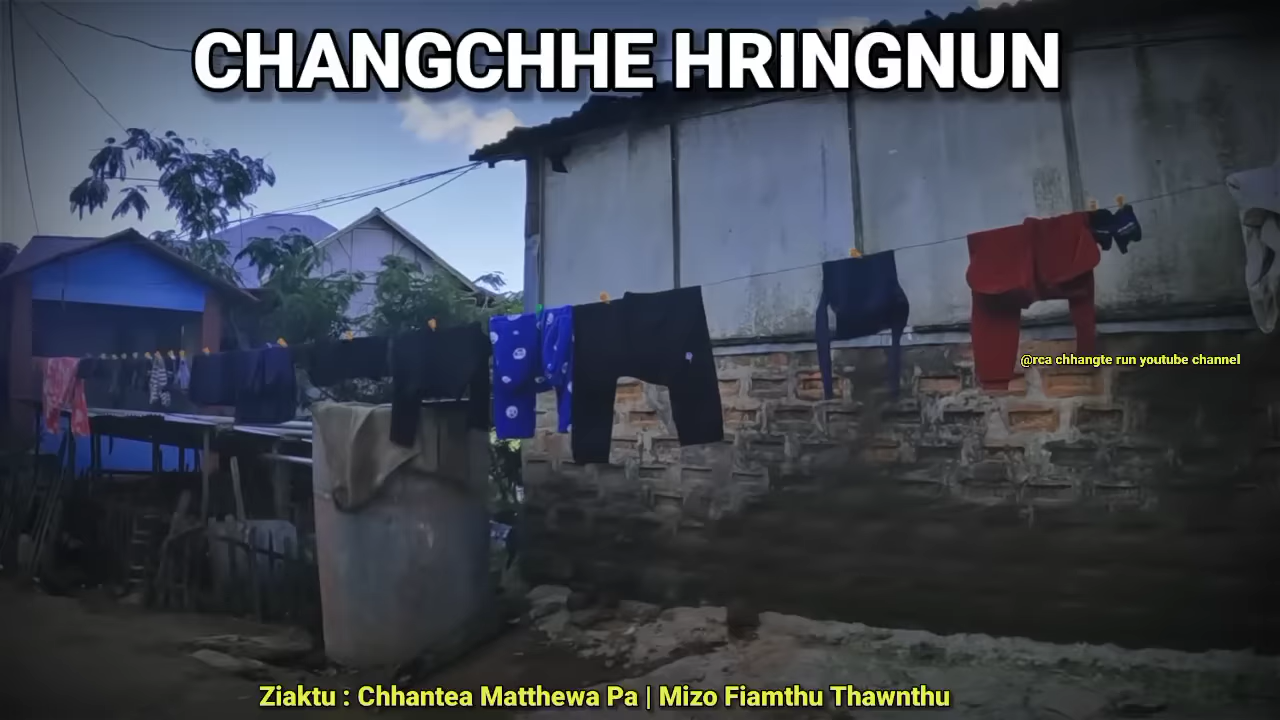 CHANGCHHE HRINGNUN
@rca chhangte run youtube channel
Ziaktu : Chhantea Matthewa Pa | Mizo Fiamthu Thawnthu